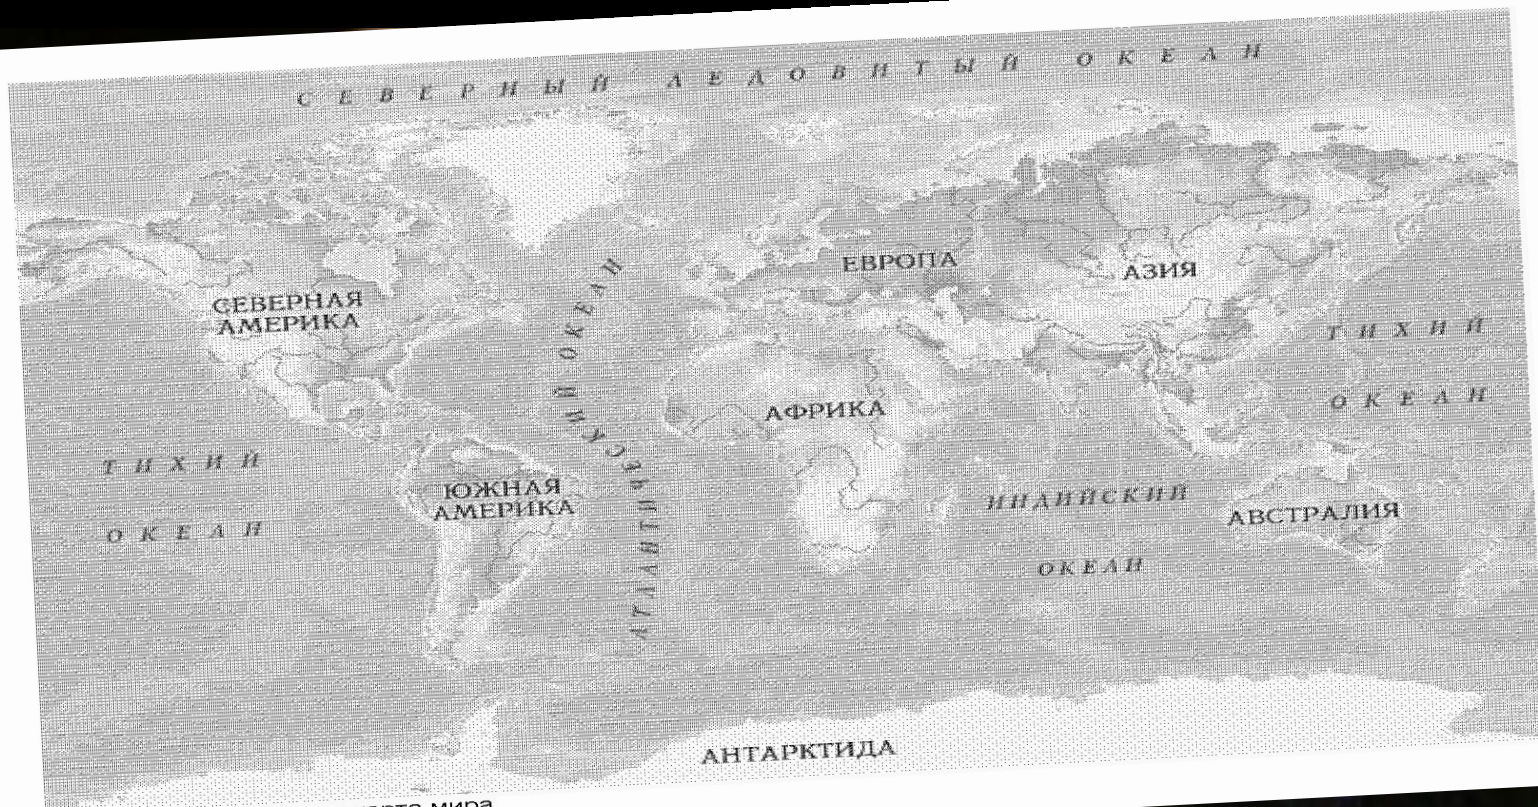 СЕВЕРНЫЙ ЛЕДОВИТЫЙ ОКЕАН
ЕВРОПА
АЗИЯ
СЕВЕРНАЯ
АМЕРИКА
ТИХИЙ
ОКЕАН
АФРИКА
АТЛАНТИЧЕСКИЙ ОКЕАН
ТИХИЙ
ОКЕАН
ЮЖНАЯ
АМЕРИКА
ИНДИЙСКИЙ
ОКЕАН
АВСТРАЛИЯ
АНТАРКТИДА
мира